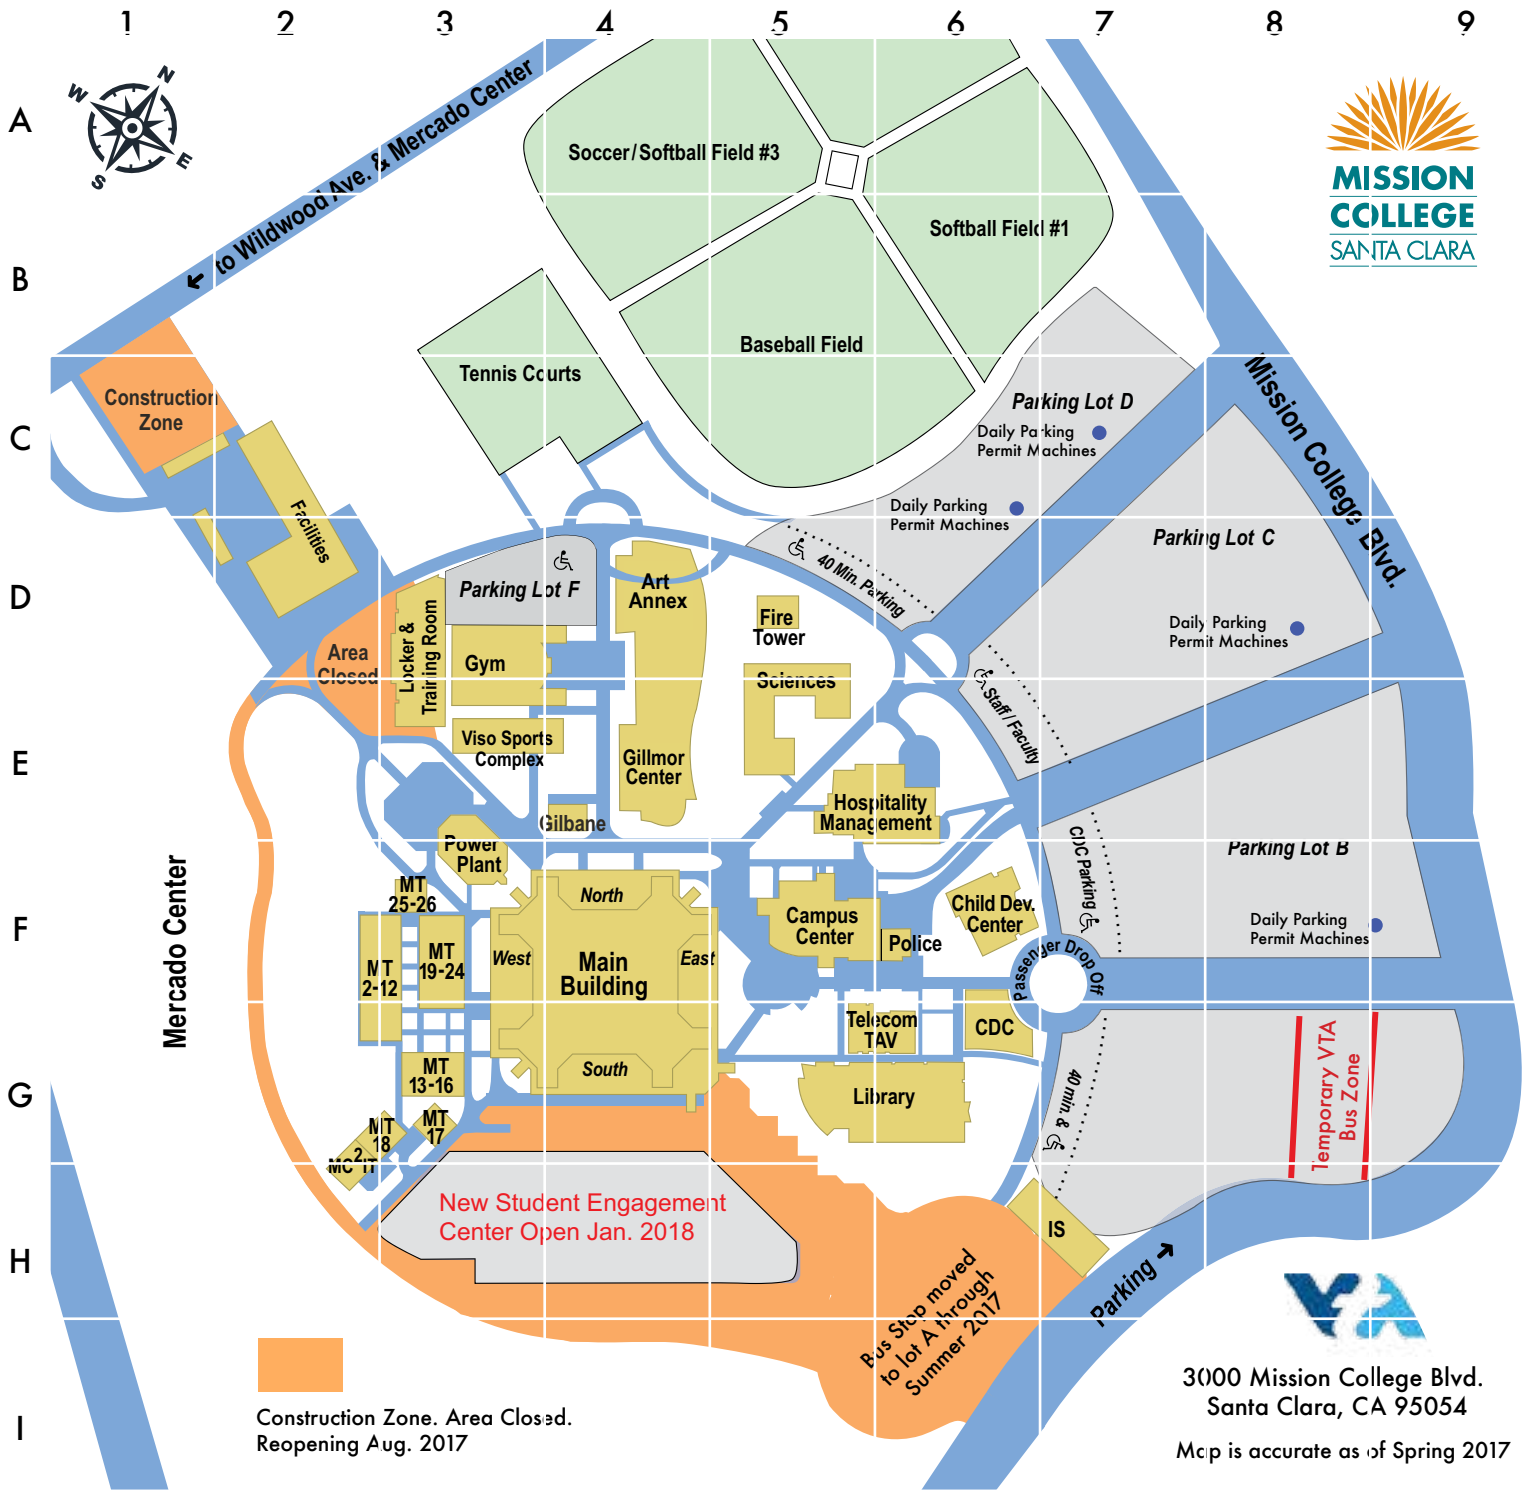 1 2 3 4 5 6 7 8 9
A
B
C
D
E
F
G
H
I
N
W
E
S
← to Wildwood Ave. & Mercado Center
Soccer/Softball Field #3
Softball Field #1
MISSION
COLLEGE
SANTA CLARA
Baseball Field
Tennis Courts
Construction
Zone
Facilities
Parking Lot D
Daily Parking
Permit Machines
Daily Parking
Permit Machines
Mission College Blvd.
Parking Lot C
Daily Parking
Permit Machines
40 Min. Parking
Parking Lot F
Art
Annex
Fire
Tower
Area
Closed
Locker &
Training Room
Gym
Sciences
Staff/Faculty
Viso Sports
Complex
Gillmor
Center
Hospitality
Management
Gilbane
Power
Plant
CDC Parking
Parking Lot B
Daily Parking
Permit Machines
Mercado Center
MT
25-26
MT
19-24
MT
2-12
North
West
Main
Building
East
South
Campus
Center
Police
Child Dev.
Center
Passenger Drop Off
Telecom
TAV
CDC
MT
13-16
Library
40 min. &
Temporary VTA
Bus Zone
MT
17
MT
18
MC2IT
New Student Engagement
Center Open Jan. 2018
IS
Parking →
Bus Stop moved
to lot A through
Summer 2017
VTA
3000 Mission College Blvd.
Santa Clara, CA 95054
Construction Zone. Area Closed.
Reopening Aug. 2017
Map is accurate as of Spring 2017